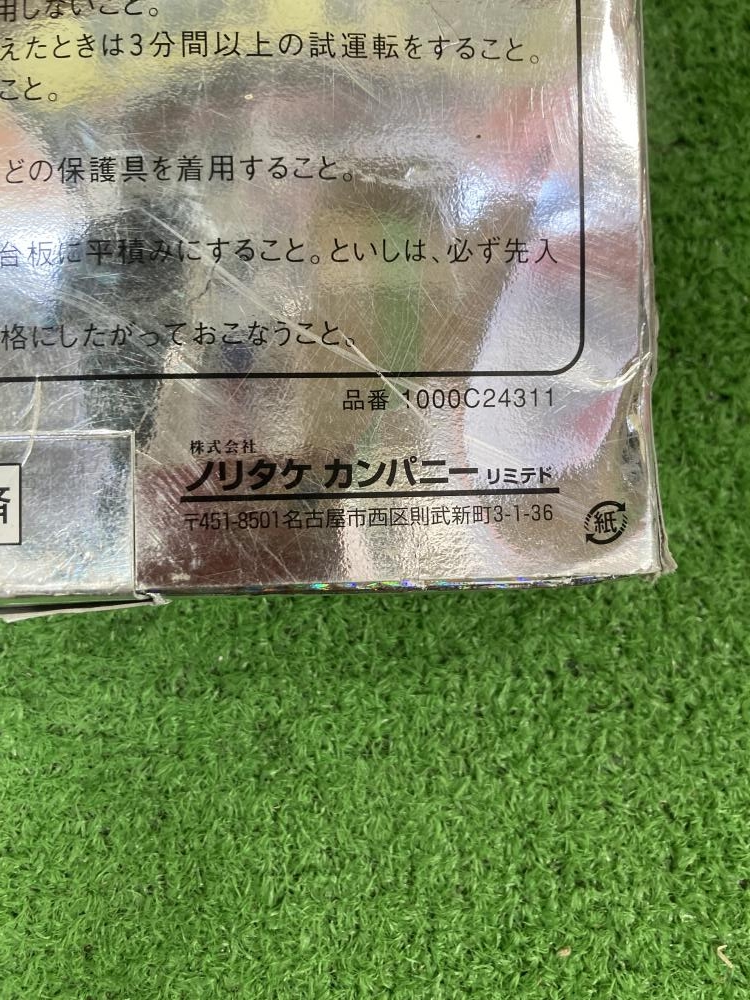 用しないこと。
えたときは3分間以上の試運転をすること。
こと。
どの保護具を着用すること。
台板に平積みにすること。といしは、必ず先入
格にしたがっておこなうこと。
品番 1000C24311
株式会社
ノリタケ カンパニー リミテド
〒451-8501名古屋市西区則武新町3-1-36
紙
済